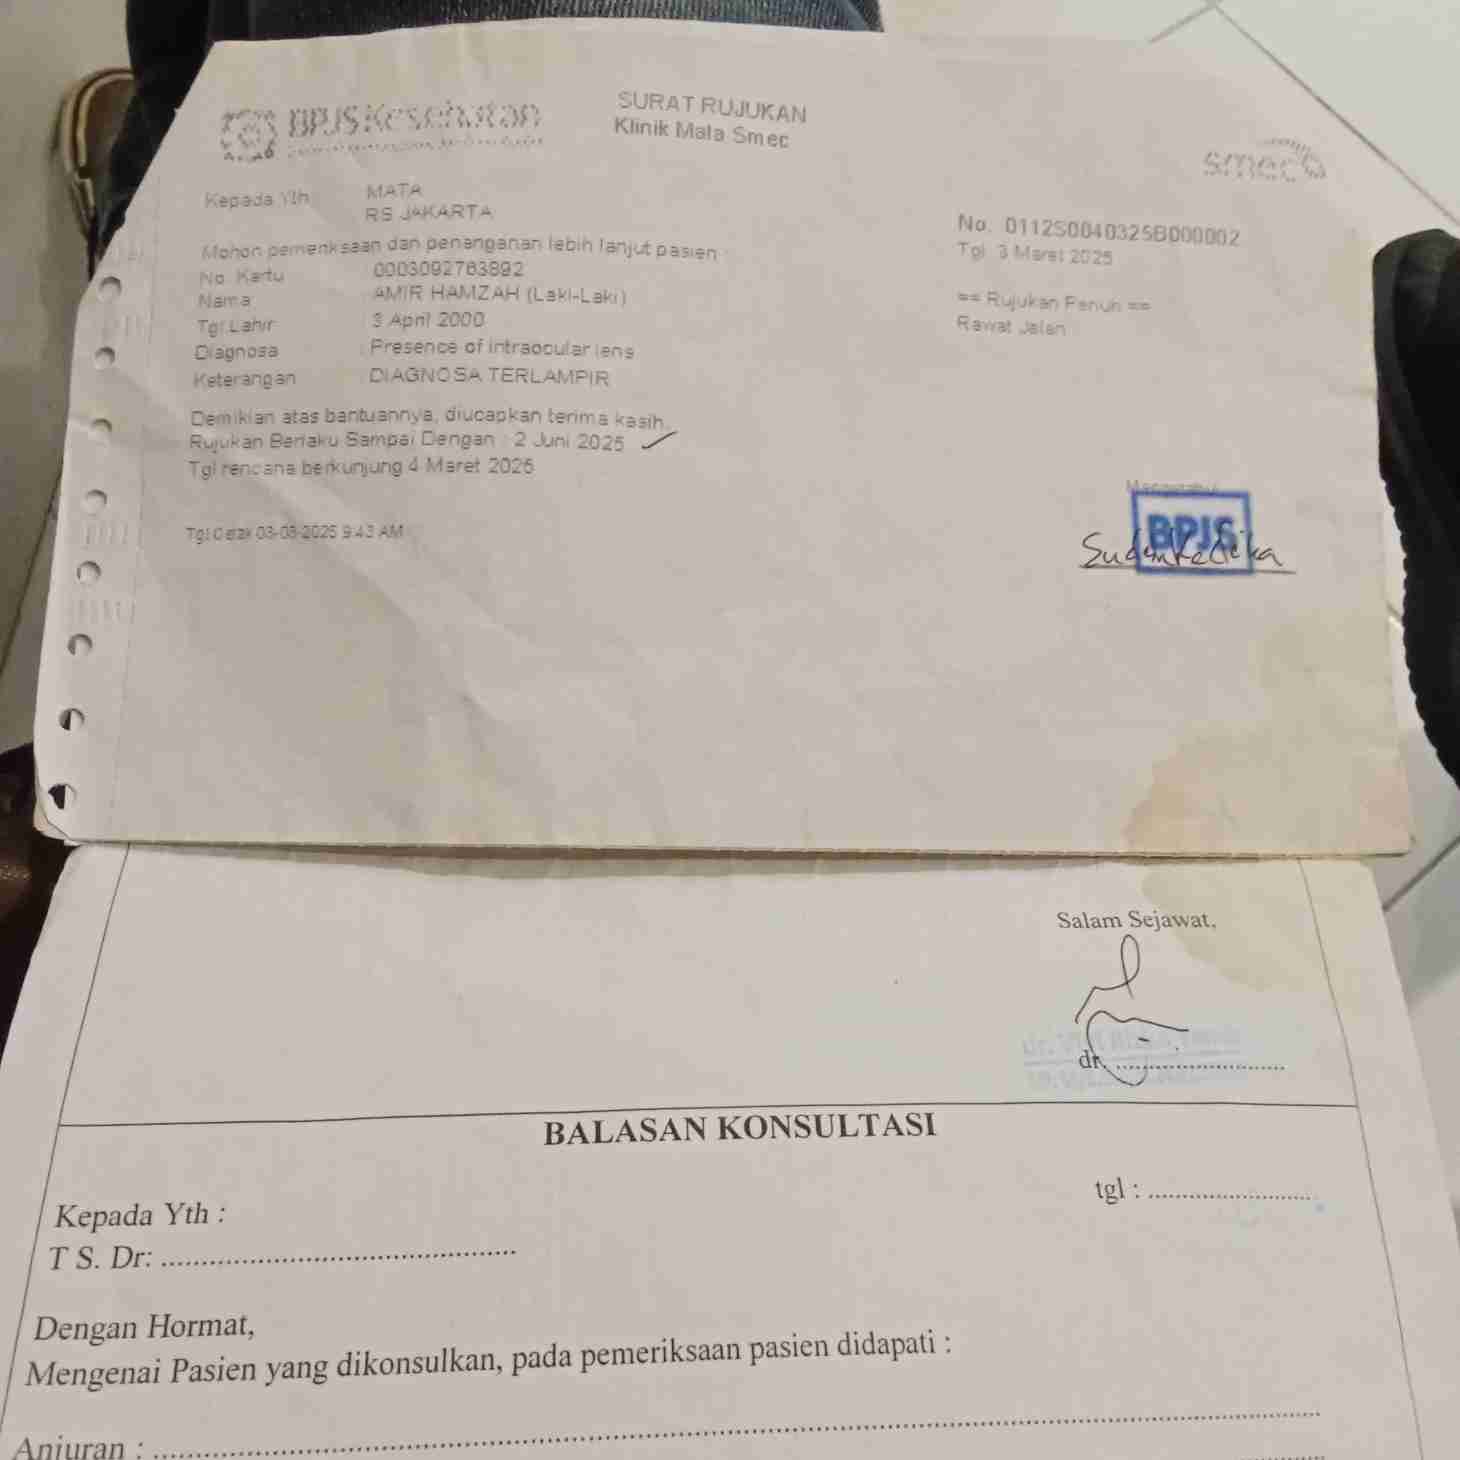 BPJS Kesehatan
SURAT RUJUKAN
Klinik Mata Smec
smec
Kepada Yth
MATA
RS JAKARTA
No. 0112S0040325B000002
Tgl. 3 Maret 2025
Mohon pemeriksaan dan penanganan lebih lanjut pasien :
No. Kartu : 0003092763892
Nama : AMIR HAMZAH (Laki-Laki)
== Rujukan Penuh ==
Tgl.Lahir : 3 April 2000
Rawat Jalan
Diagnosa : Presence of intraocular lens
Keterangan : DIAGNOSA TERLAMPIR
Demikian atas bantuannya, diucapkan terima kasih.
Rujukan Berlaku Sampai Dengan : 2 Juni 2025
Tgl rencana berkunjung 4 Maret 2025
Mengetahui
BPJS
Tgl Cetak 03-03-2025 9:43 AM
Salam Sejawat,
dr. ..............................
BALASAN KONSULTASI
tgl : ..........................
Kepada Yth :
T S. Dr: ..................................................
Dengan Hormat,
Mengenai Pasien yang dikonsulkan, pada pemeriksaan pasien didapati :
Anjuran : ....................................................................................................